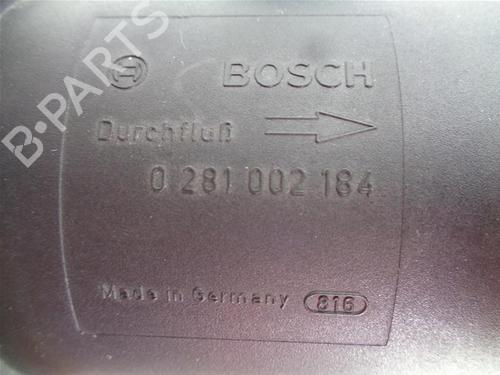 BOSCH
Durchfluß
0 281 002 184
Made in Germany 816
B-PARTS